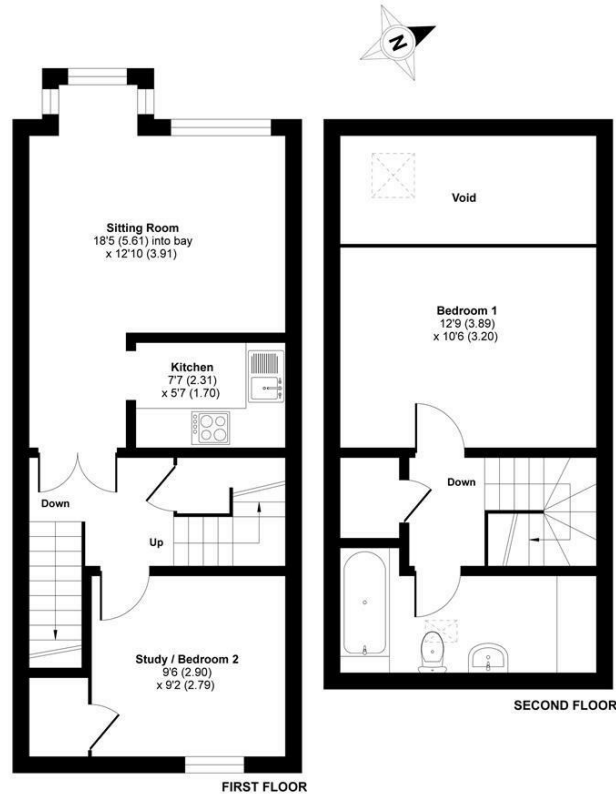 N
Sitting Room
18'5 (5.61) into bay
x 12'10 (3.91)
Kitchen
7'7 (2.31)
x 5'7 (1.70)
Down
Up
Study / Bedroom 2
9'6 (2.90)
x 9'2 (2.79)
FIRST FLOOR
Void
Bedroom 1
12'9 (3.89)
x 10'6 (3.20)
Down
SECOND FLOOR